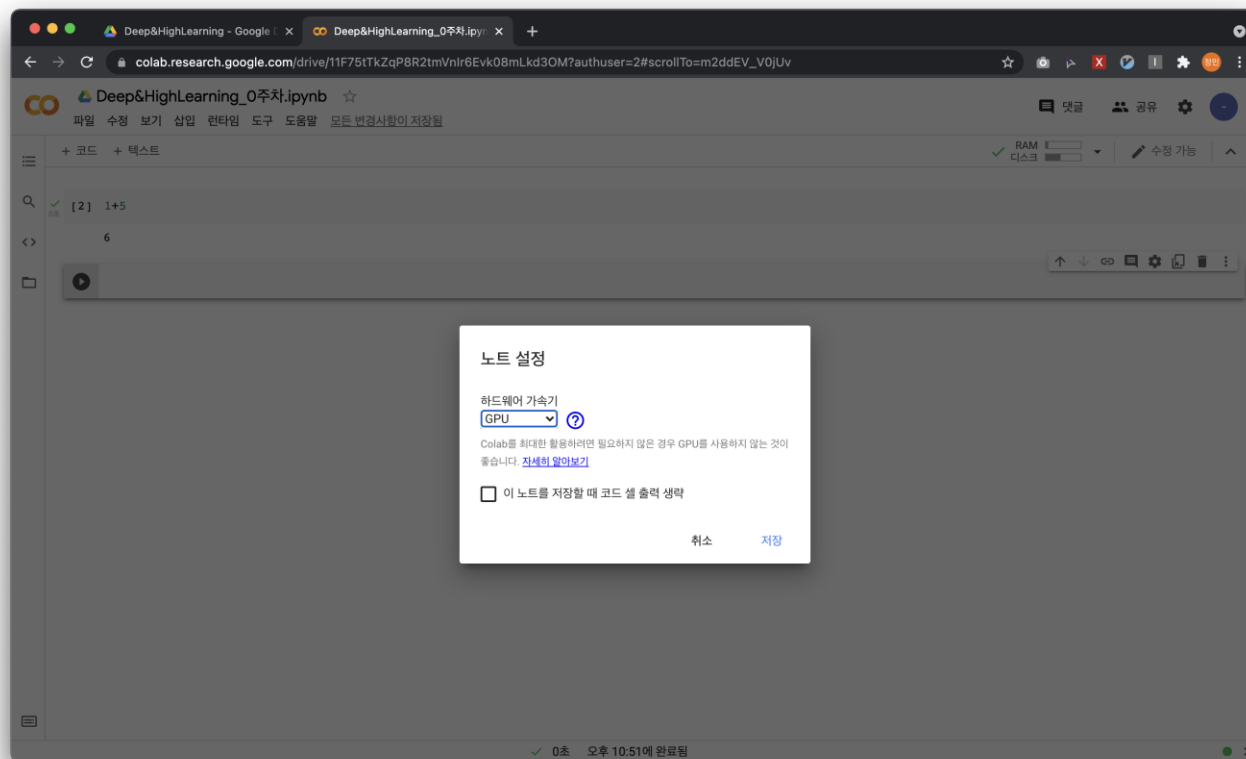 Deep&HighLearning - Google D
Deep&HighLearning_0주차.ipyn
colab.research.google.com/drive/11F75tTkZqP8R2tmVnIr6Evk08mLkd3OM?authuser=2#scrollTo=m2ddEV_V0jUv
정민
Deep&HighLearning_0주차.ipynb
댓글 공유
파일 수정 보기 삽입 런타임 도구 도움말 모든 변경사항이 저장됨
+ 코드 + 텍스트
RAM
디스크
수정 가능
[2] 1+5
0초
6
노트 설정
하드웨어 가속기
GPU
Colab를 최대한 활용하려면 필요하지 않은 경우 GPU를 사용하지 않는 것이
좋습니다. 자세히 알아보기
이 노트를 저장할 때 코드 셀 출력 생략
취소 저장
0초 오후 10:51에 완료됨